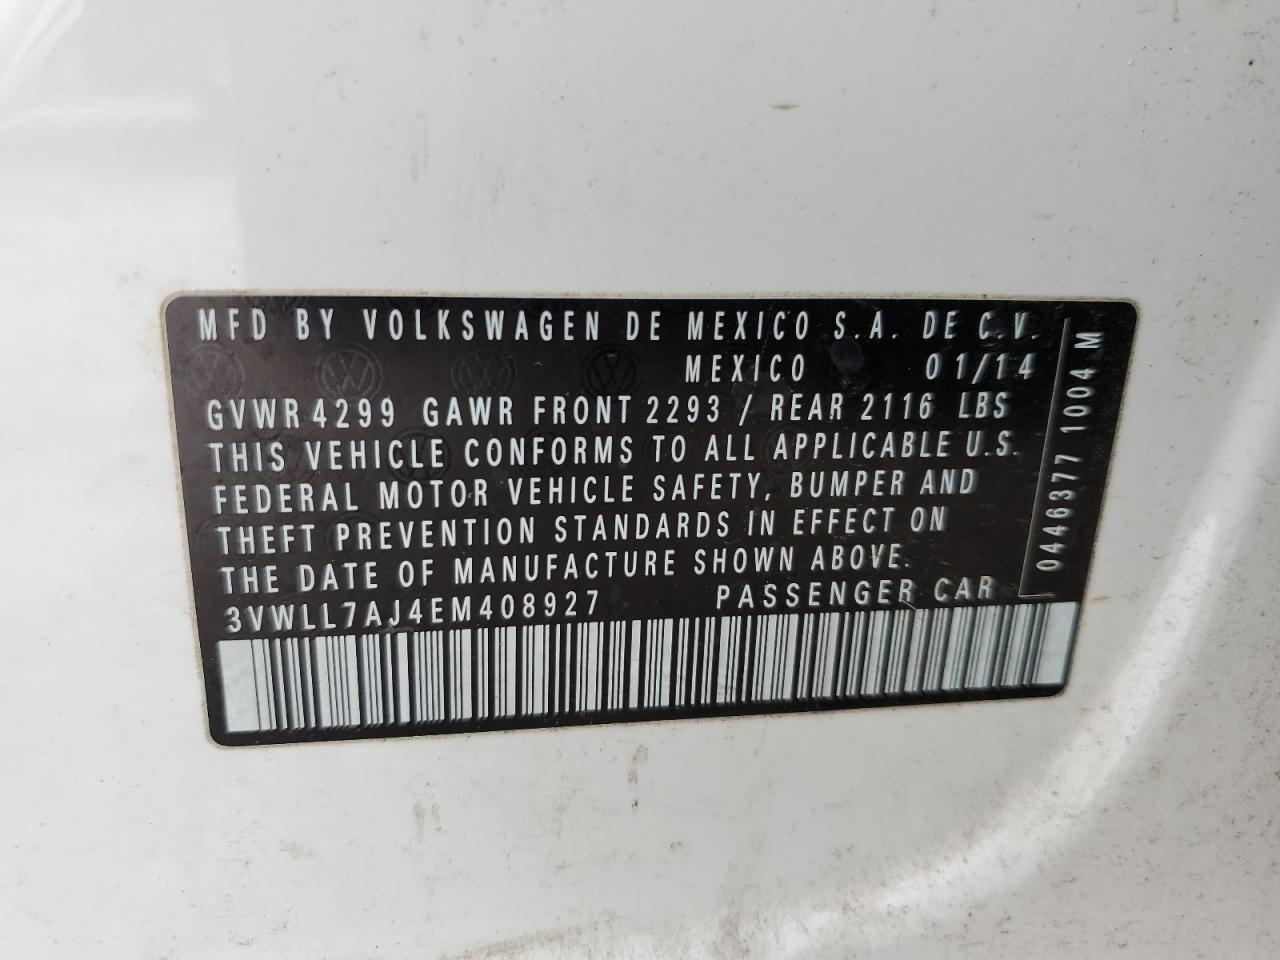 MFD BY VOLKSWAGEN DE MEXICO S.A. DE C.V.
MEXICO 01/14
GVWR 4299 GAWR FRONT 2293 / REAR 2116 LBS
THIS VEHICLE CONFORMS TO ALL APPLICABLE U.S.
FEDERAL MOTOR VEHICLE SAFETY, BUMPER AND
THEFT PREVENTION STANDARDS IN EFFECT ON
THE DATE OF MANUFACTURE SHOWN ABOVE.
3VWLL7AJ4EM408927 PASSENGER CAR
0446377 1004 M